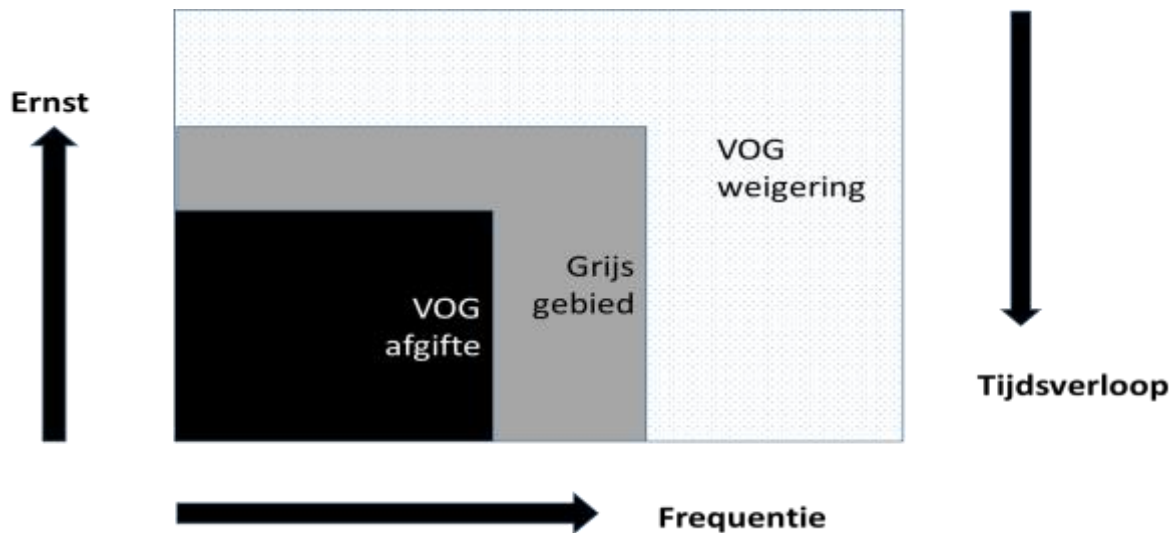 Ernst
VOG
weigering
Grijs
gebied
VOG
afgifte
Tijdsverloop
Frequentie